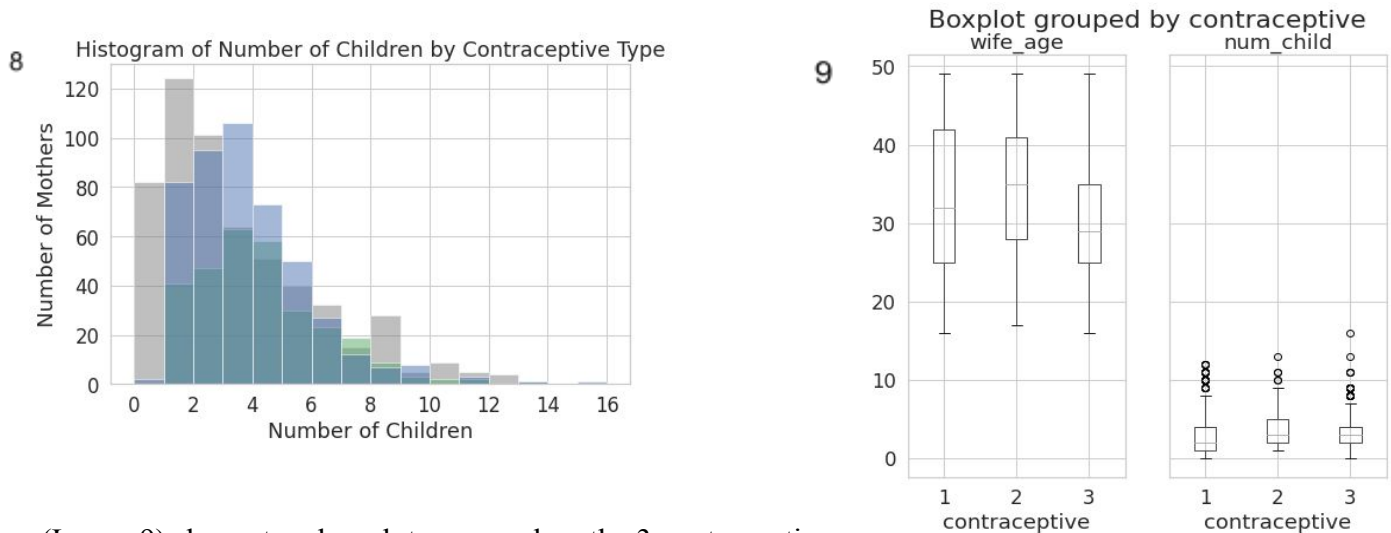 8
Histogram of Number of Children by Contraceptive Type
120
100
80
60
40
20
0
Number of Mothers
0 2 4 6 8 10 12 14 16
Number of Children
9
Boxplot grouped by contraceptive
wife_age num_child
50
40
30
20
10
0
1 2 3 1 2 3
contraceptive contraceptive